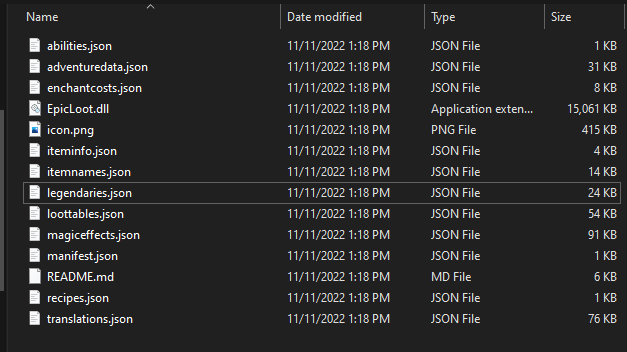 Name Date modified Type Size
abilities.json 11/11/2022 1:18 PM JSON File 1 KB
adventuredata.json 11/11/2022 1:18 PM JSON File 31 KB
enchantcosts.json 11/11/2022 1:18 PM JSON File 8 KB
EpicLoot.dll 11/11/2022 1:18 PM Application exten... 15,061 KB
icon.png 11/11/2022 1:18 PM PNG File 415 KB
iteminfo.json 11/11/2022 1:18 PM JSON File 4 KB
itemnames.json 11/11/2022 1:18 PM JSON File 14 KB
legendaries.json 11/11/2022 1:18 PM JSON File 24 KB
loottables.json 11/11/2022 1:18 PM JSON File 54 KB
magiceffects.json 11/11/2022 1:18 PM JSON File 91 KB
manifest.json 11/11/2022 1:18 PM JSON File 1 KB
README.md 11/11/2022 1:18 PM MD File 6 KB
recipes.json 11/11/2022 1:18 PM JSON File 1 KB
translations.json 11/11/2022 1:18 PM JSON File 76 KB